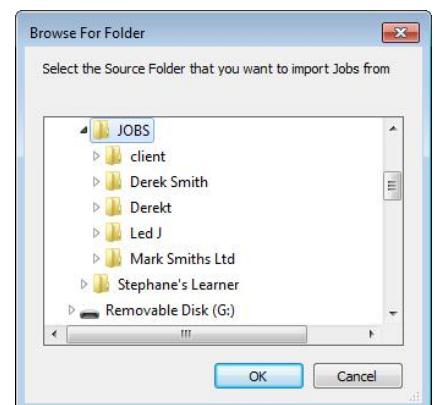 Browse For Folder
Select the Source Folder that you want to import Jobs from
JOBS
client
Derek Smith
Derekt
Led J
Mark Smiths Ltd
Stephane's Learner
Removable Disk (G:)
OK Cancel